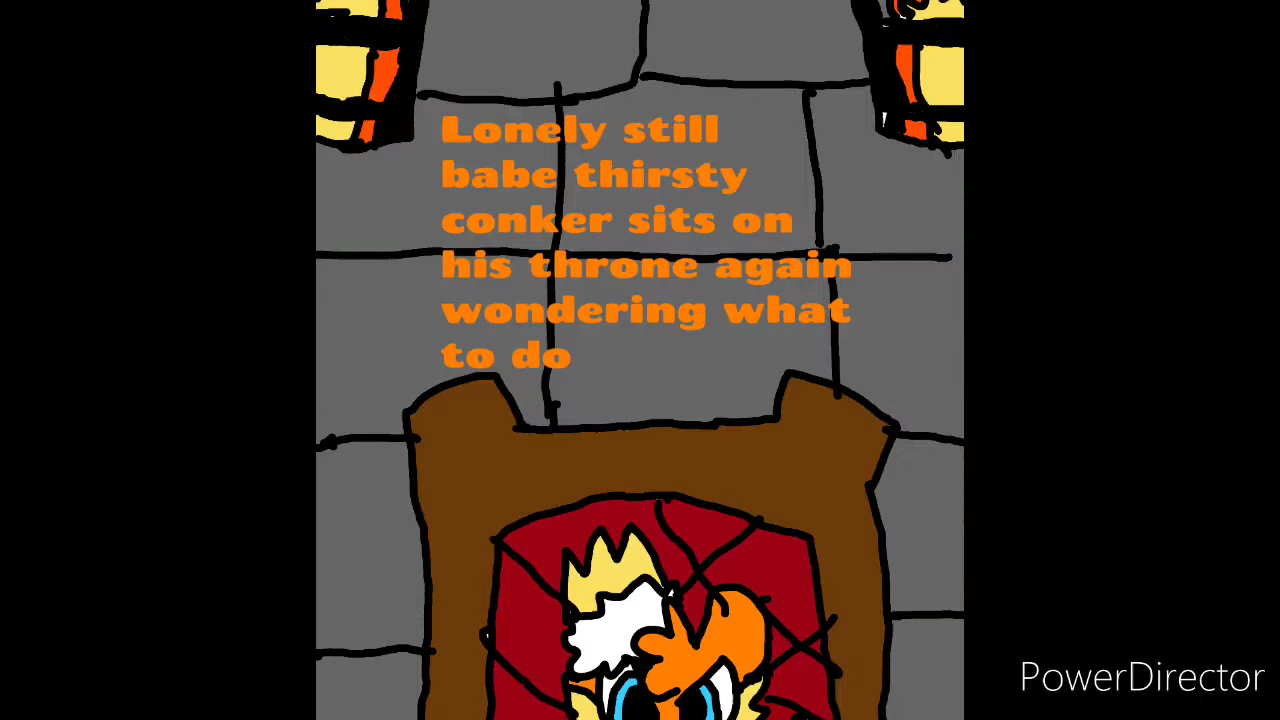 Lonely still
babe thirsty
conker sits on
his throne again
wondering what
to do
PowerDirector